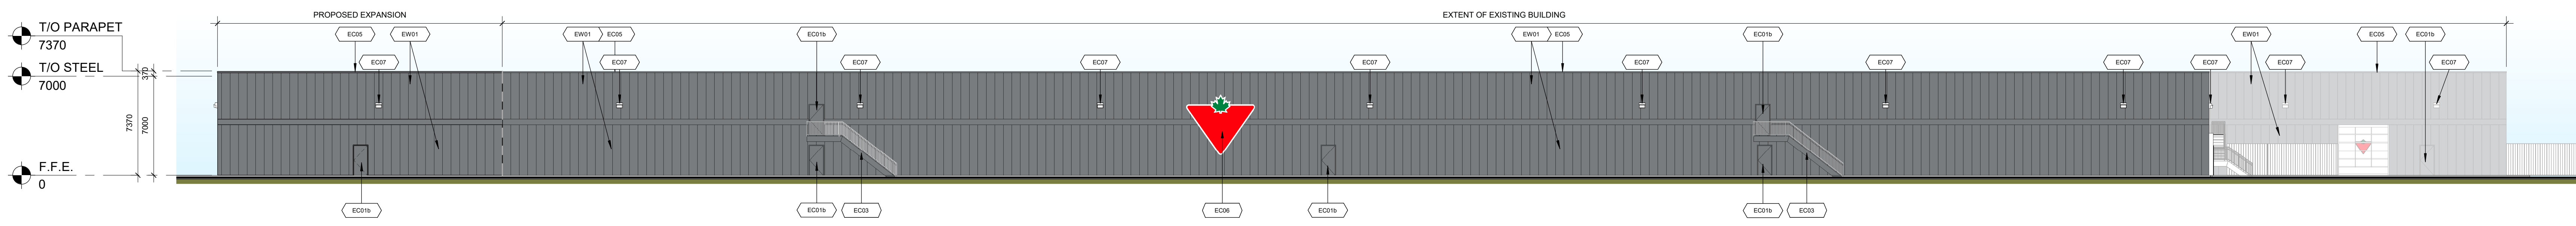 PROPOSED EXPANSION
EXTENT OF EXISTING BUILDING
T/O PARAPET
7370
EC05
EW01
EW01
EC05
EC01b
EW01
EC05
EC01b
EW01
EC05
EC01b
T/O STEEL
7000
370
EC07
EC07
EC07
EC07
EC07
EC07
EC07
EC07
EC07
EC07
EC07
7370
7000
F.F.E.
0
EC01b
EC01b
EC03
EC06
EC01b
EC01b
EC03